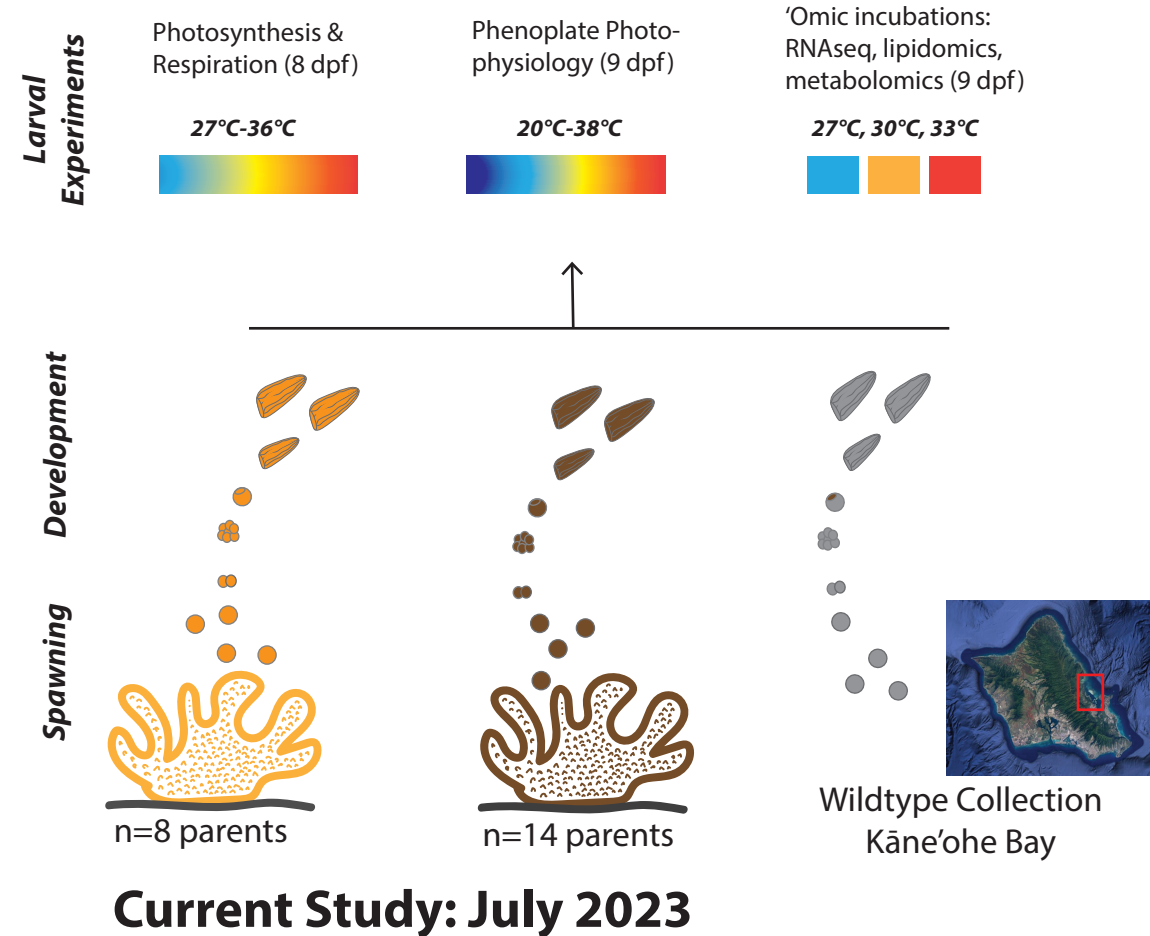 Larval
Experiments
Photosynthesis &
Respiration (8 dpf)
27°C-36°C
Phenoplate Photo-
physiology (9 dpf)
20°C-38°C
‘Omic incubations:
RNAseq, lipidomics,
metabolomics (9 dpf)
27°C, 30°C, 33°C
Development
Spawning
n=8 parents
n=14 parents
Wildtype Collection
Kāne’ohe Bay
Current Study: July 2023